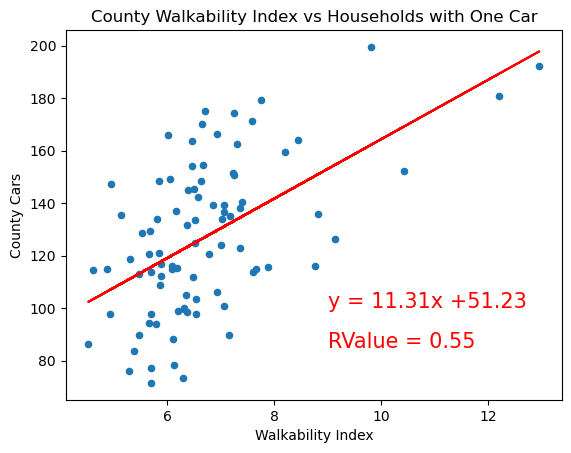 County Walkability Index vs Households with One Car
200
180
160
140
120
100
80
County Cars
y = 11.31x +51.23
RValue = 0.55
6 8 10 12
Walkability Index